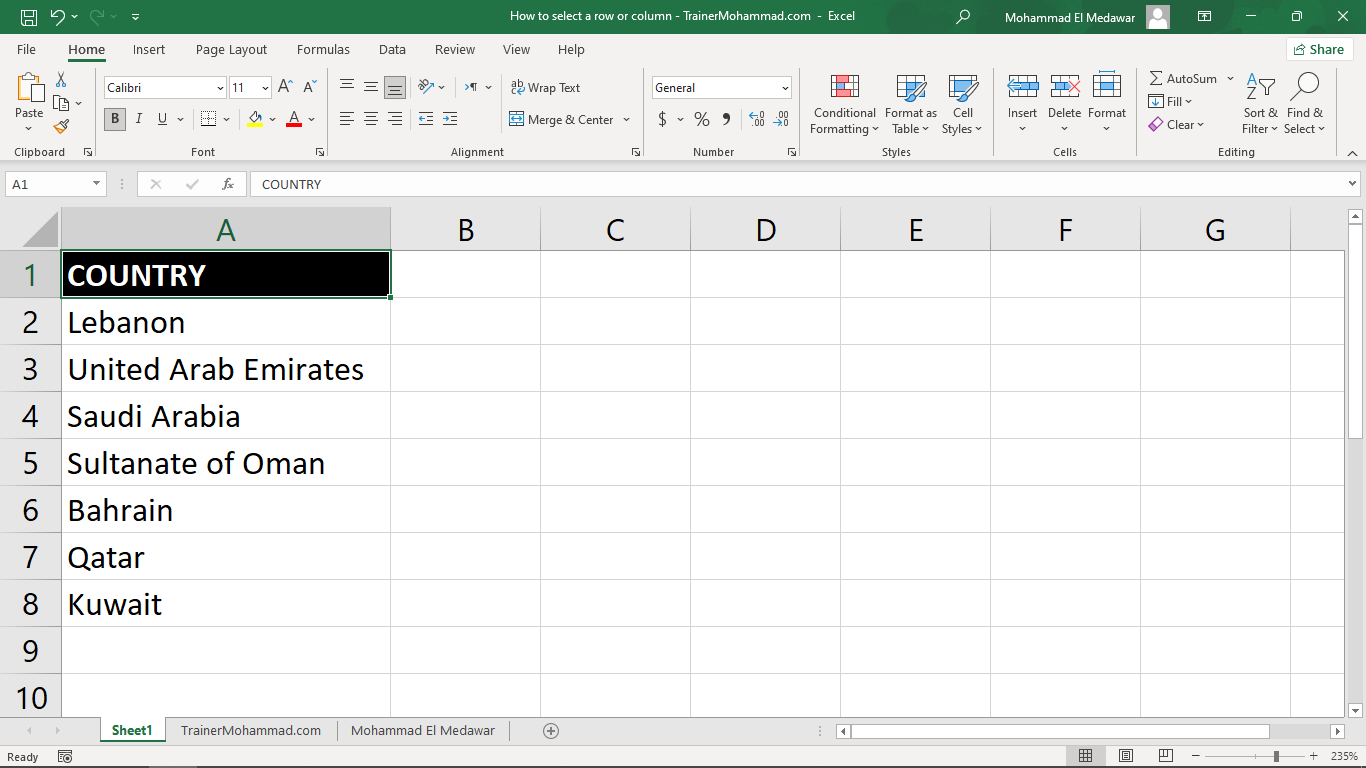 How to select a row or column - TrainerMohammad.com - Excel
Mohammad El Medawar
File Home Insert Page Layout Formulas Data Review View Help
Share
Paste
Calibri 11
B I U
Wrap Text
Merge & Center
General
$ % 9
Conditional Formatting
Format as Table
Cell Styles
Insert Delete Format
AutoSum
Fill
Clear
Sort & Filter
Find & Select
Clipboard Font Alignment Number Styles Cells Editing
A1 fx COUNTRY
A B C D E F G
1 COUNTRY
2 Lebanon
3 United Arab Emirates
4 Saudi Arabia
5 Sultanate of Oman
6 Bahrain
7 Qatar
8 Kuwait
9
10
Sheet1 TrainerMohammad.com Mohammad El Medawar
Ready
235%